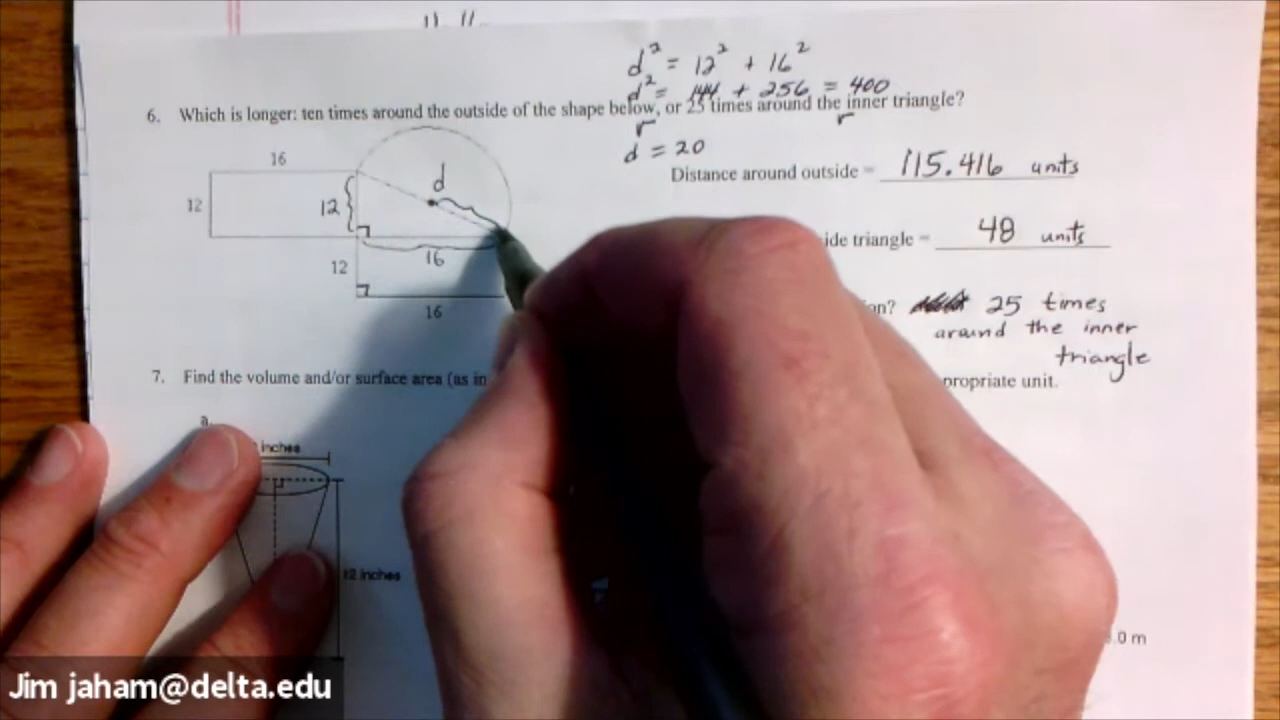 d² = 12² + 16²
d² = 144 + 256 = 400
6. Which is longer: ten times around the outside of the shape below, or 25 times around the inner triangle?
r r
d = 20
16
Distance around outside = 115.416 units
d
12
12
ide triangle = 48 units
16
12
on? 25 times
around the inner
triangle
16
7. Find the volume and/or surface area (as in
propriate unit.
a.
inches
12 inches
.0 m
Jim jaham@delta.edu